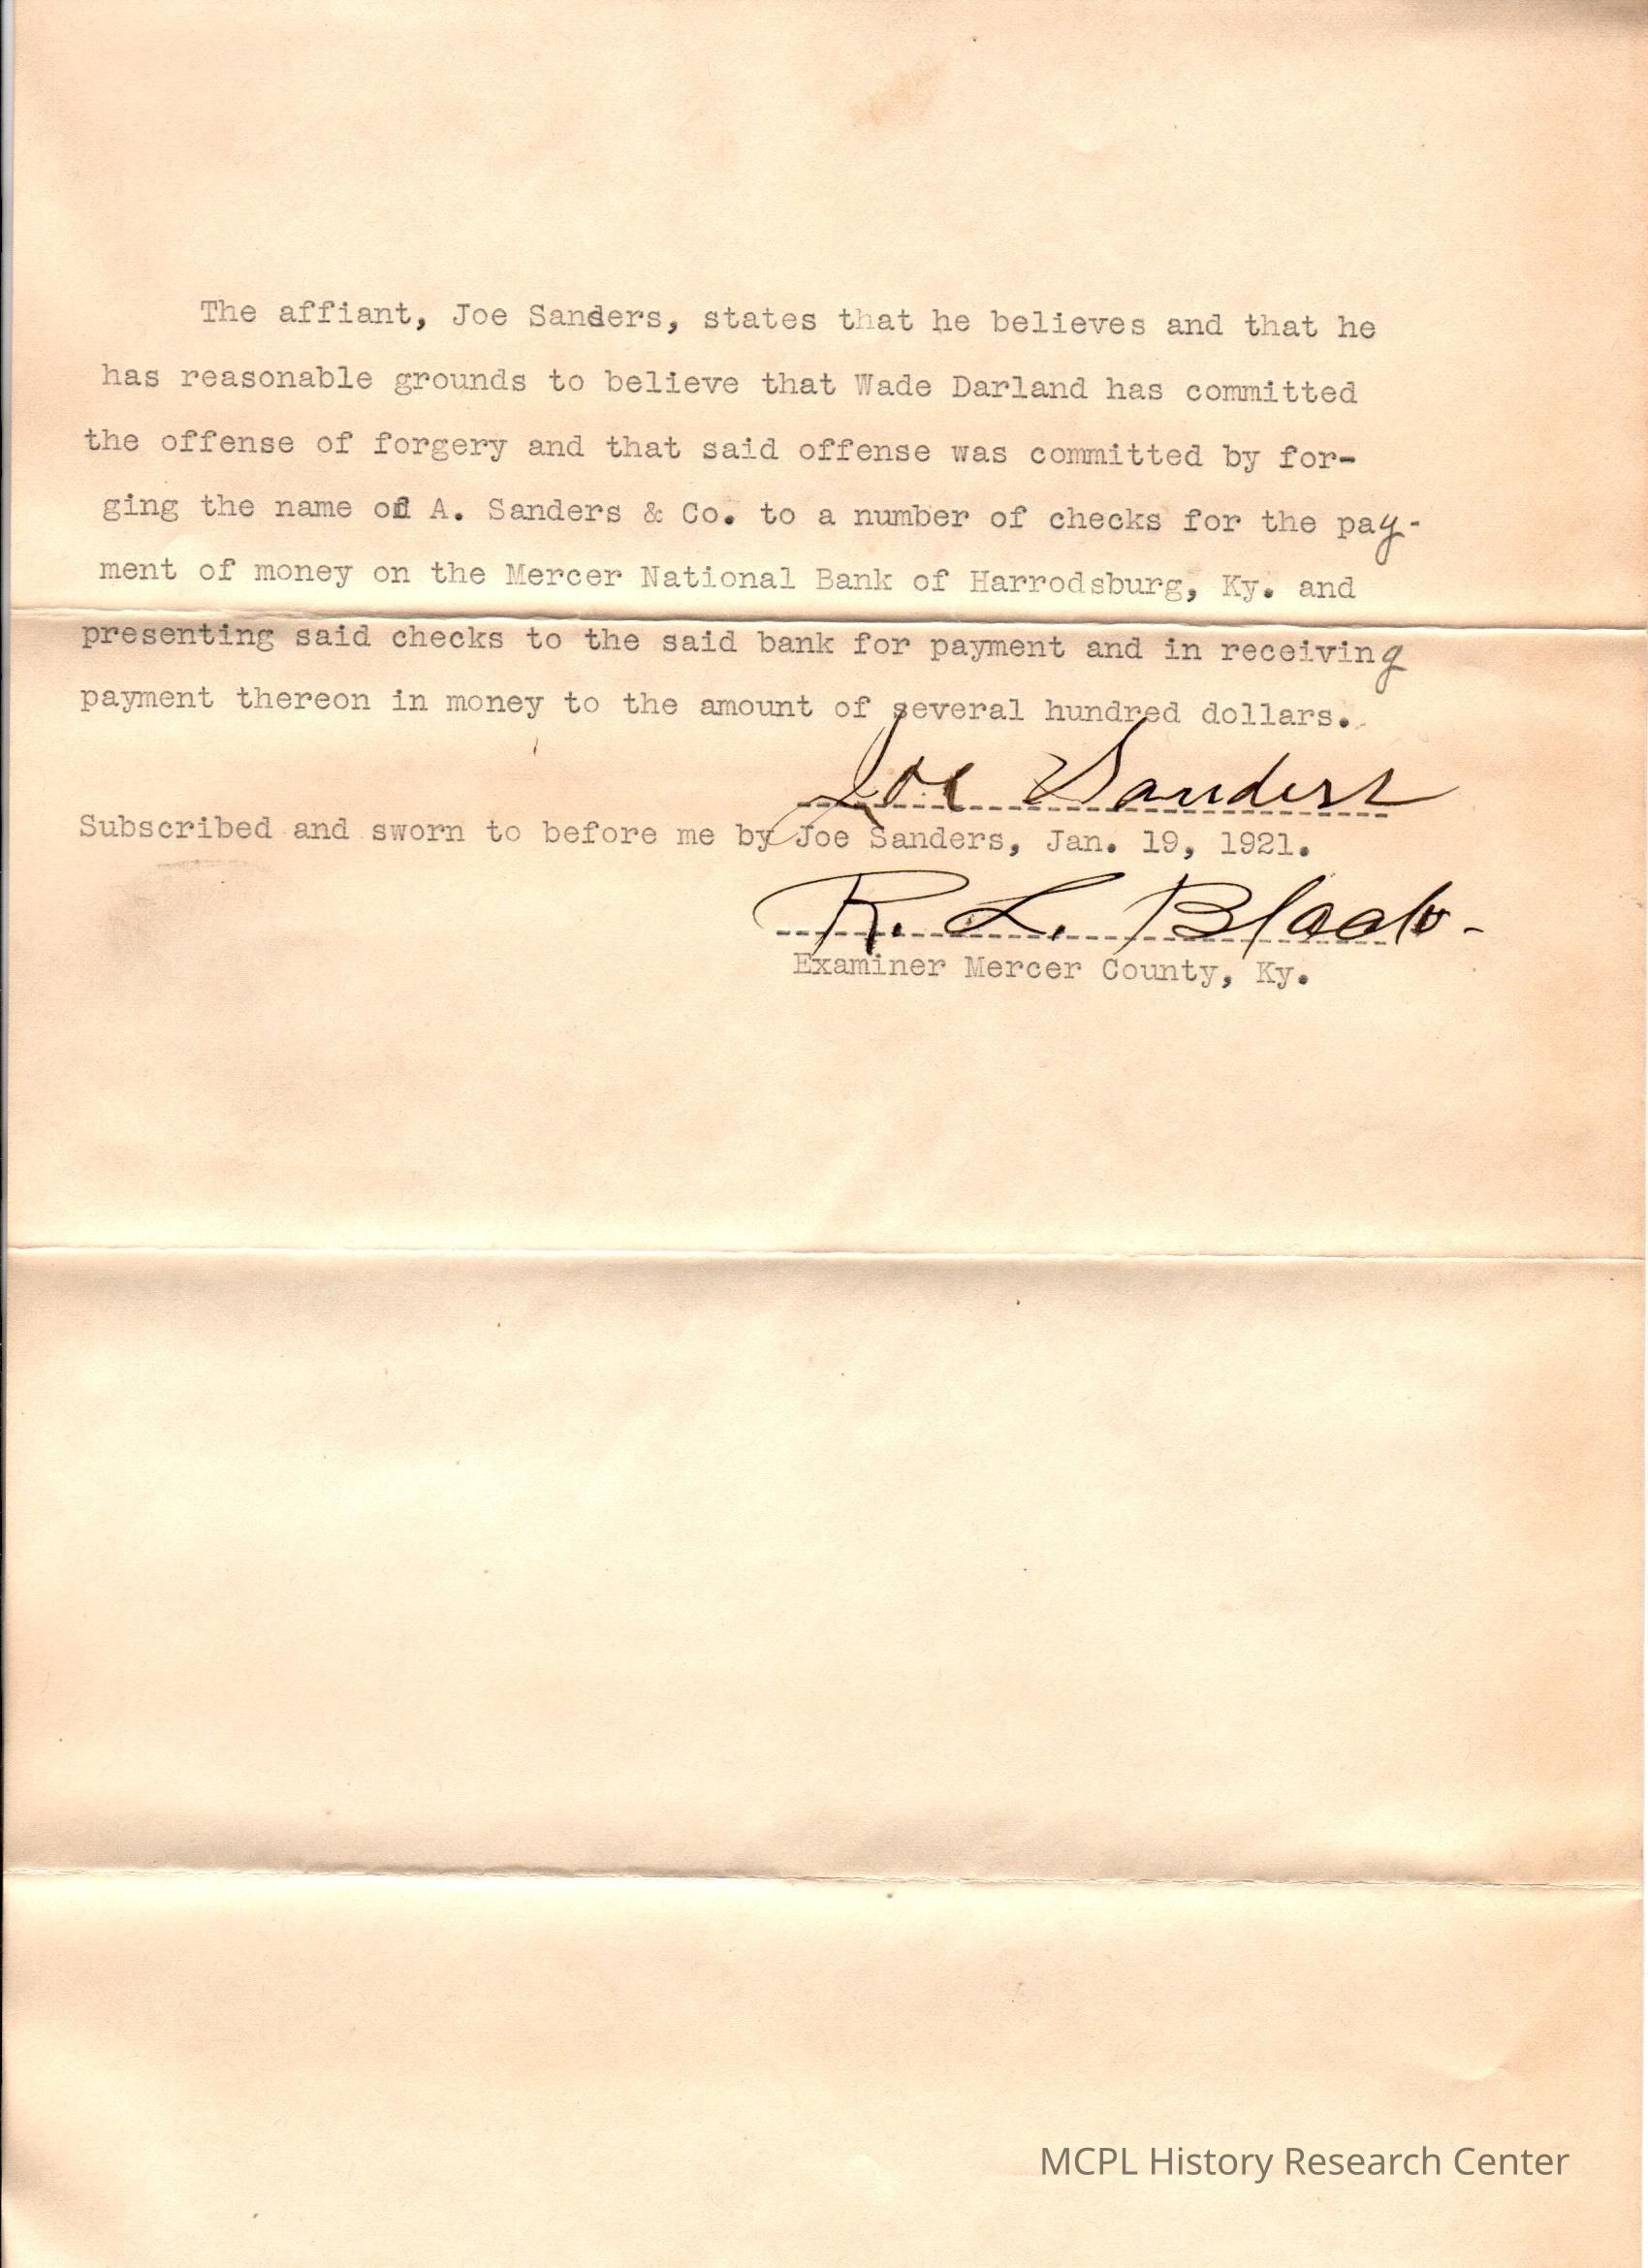 The affiant, Joe Sanders, states that he believes and that he
has reasonable grounds to believe that Wade Darland has committed
the offense of forgery and that said offense was committed by for-
ging the name of A. Sanders & Co. to a number of checks for the pay-
ment of money on the Mercer National Bank of Harrodsburg, Ky. and
presenting said checks to the said bank for payment and in receiving
payment thereon in money to the amount of several hundred dollars.
Joe Sanders
Subscribed and sworn to before me by Joe Sanders, Jan. 19, 1921.
R. L. Black
Examiner Mercer County, Ky.
MCPL History Research Center